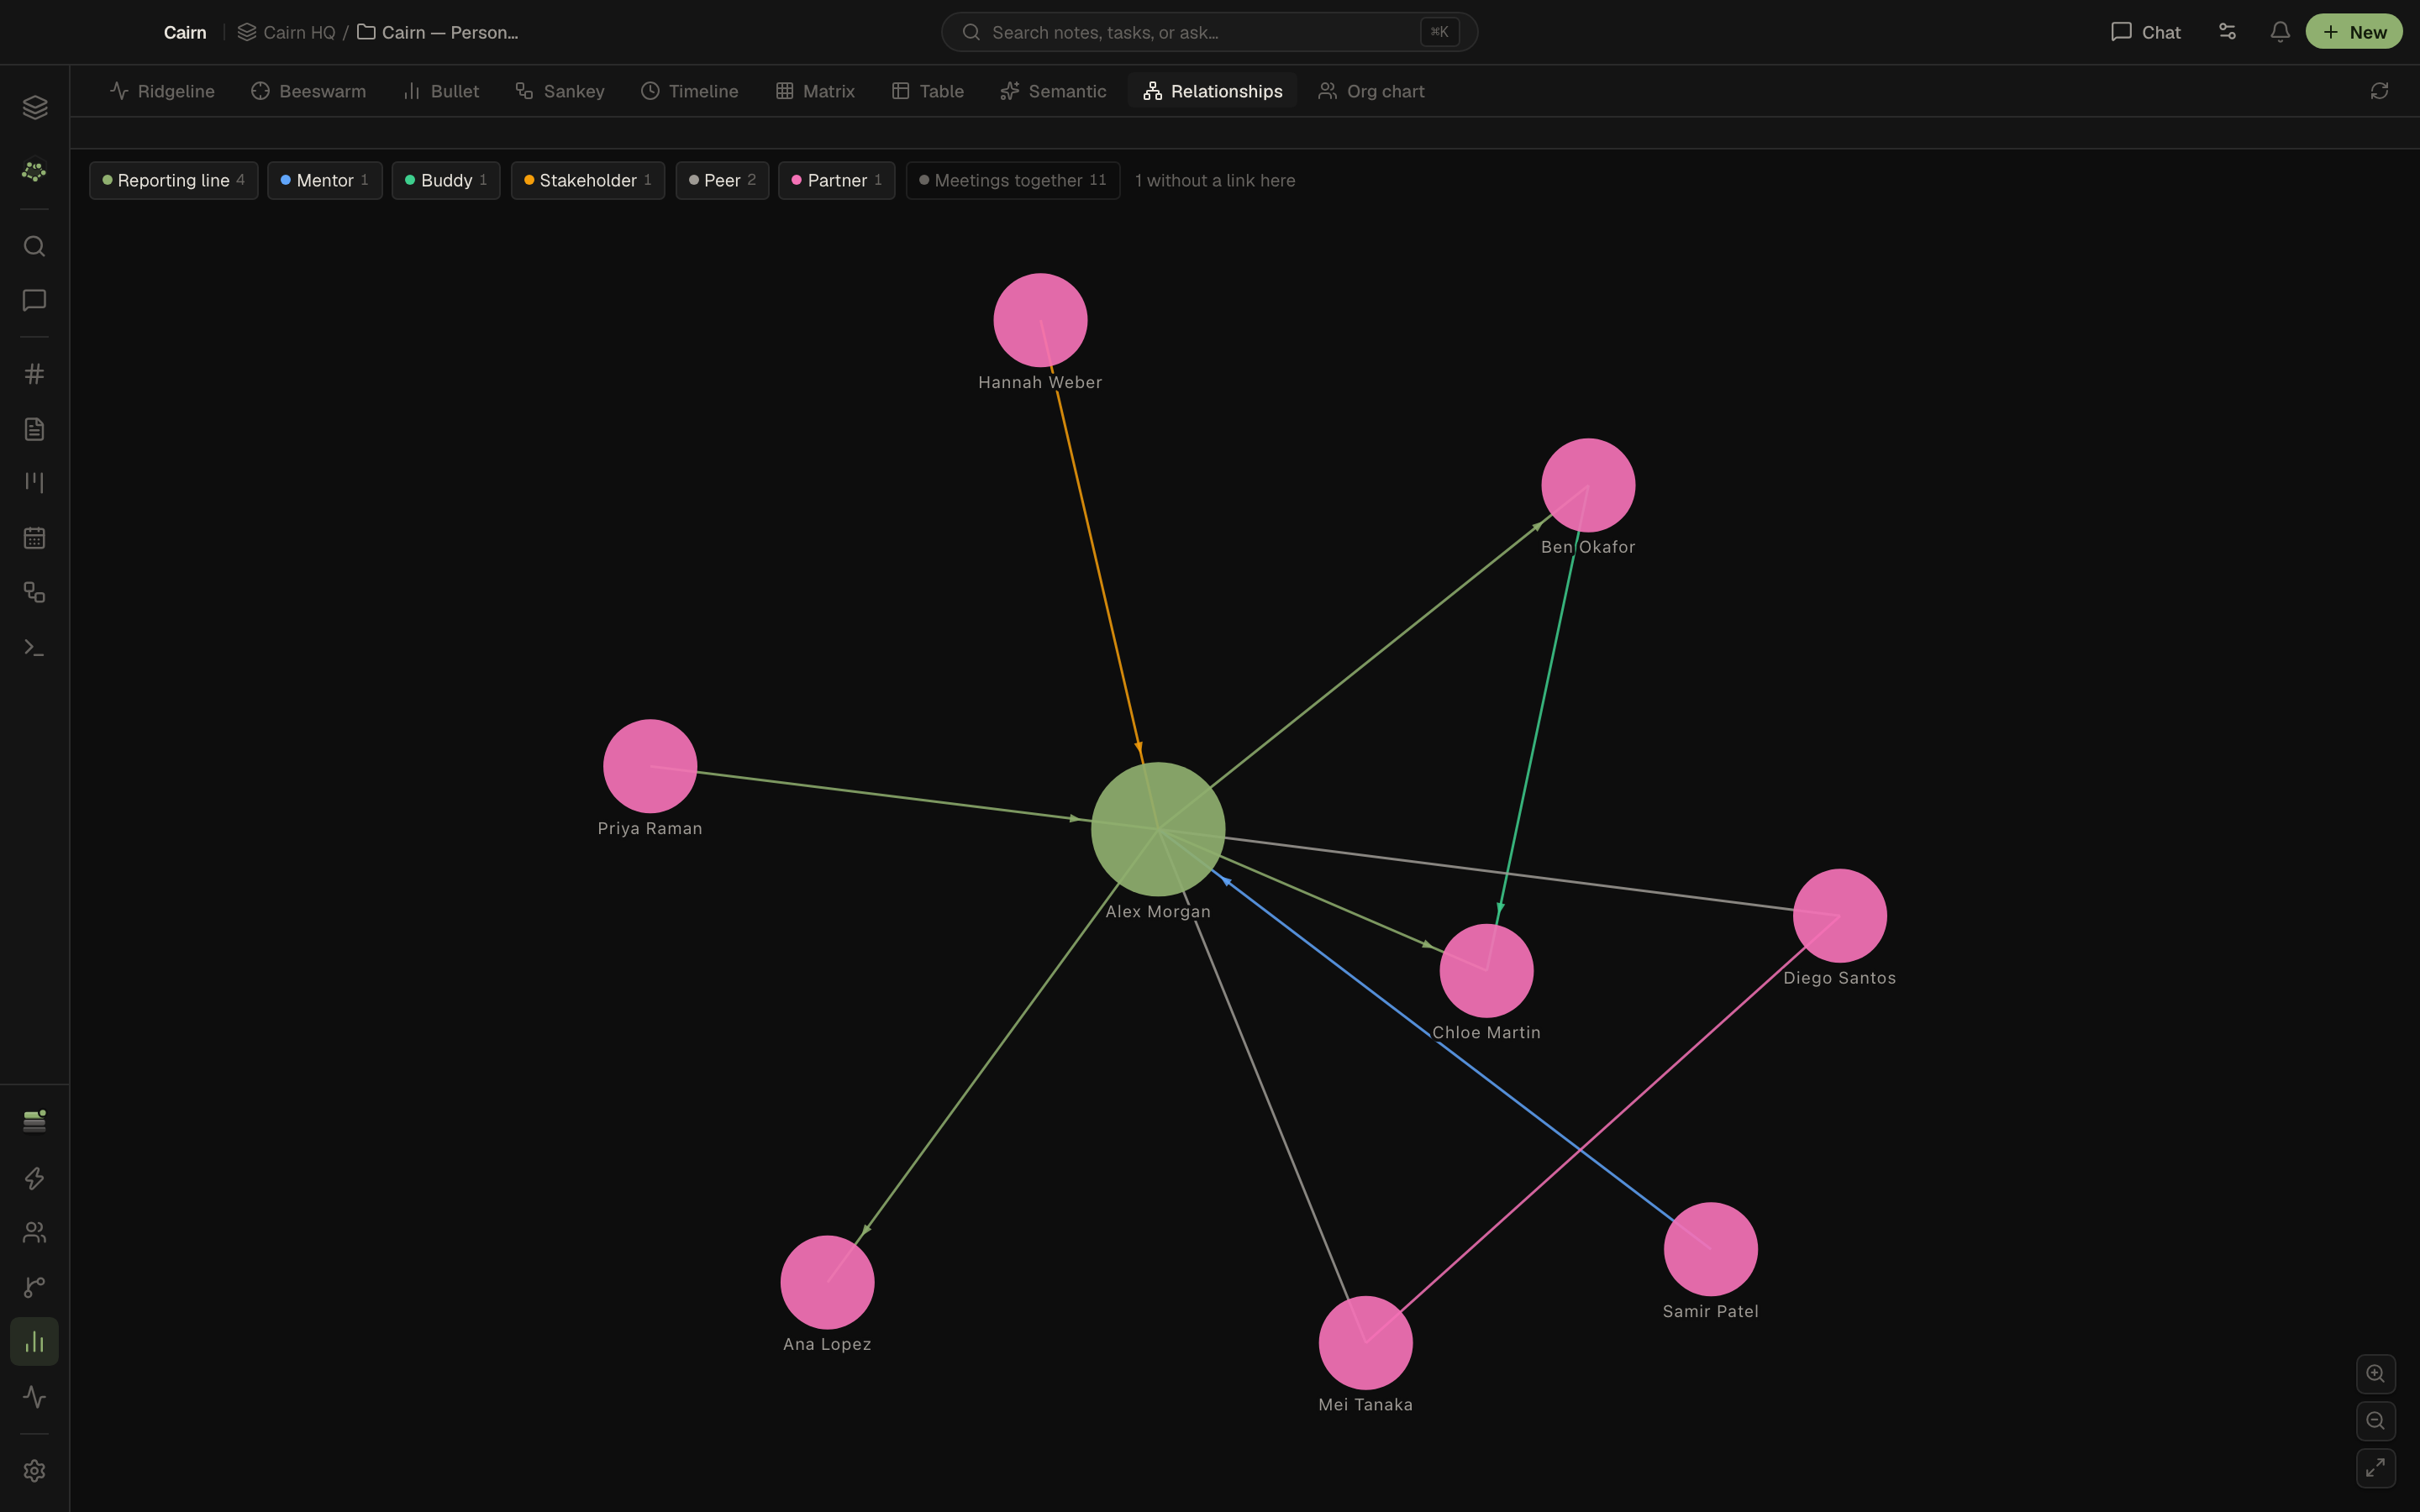 Cairn Cairn HQ / Cairn — Person... Search notes, tasks, or ask... ⌘K Chat New
Ridgeline Beeswarm Bullet Sankey Timeline Matrix Table Semantic Relationships Org chart
Reporting line 4 Mentor 1 Buddy 1 Stakeholder 1 Peer 2 Partner 1 Meetings together 11 1 without a link here
Hannah Weber
Ben Okafor
Priya Raman
Alex Morgan
Diego Santos
Chloe Martin
Samir Patel
Ana Lopez
Mei Tanaka